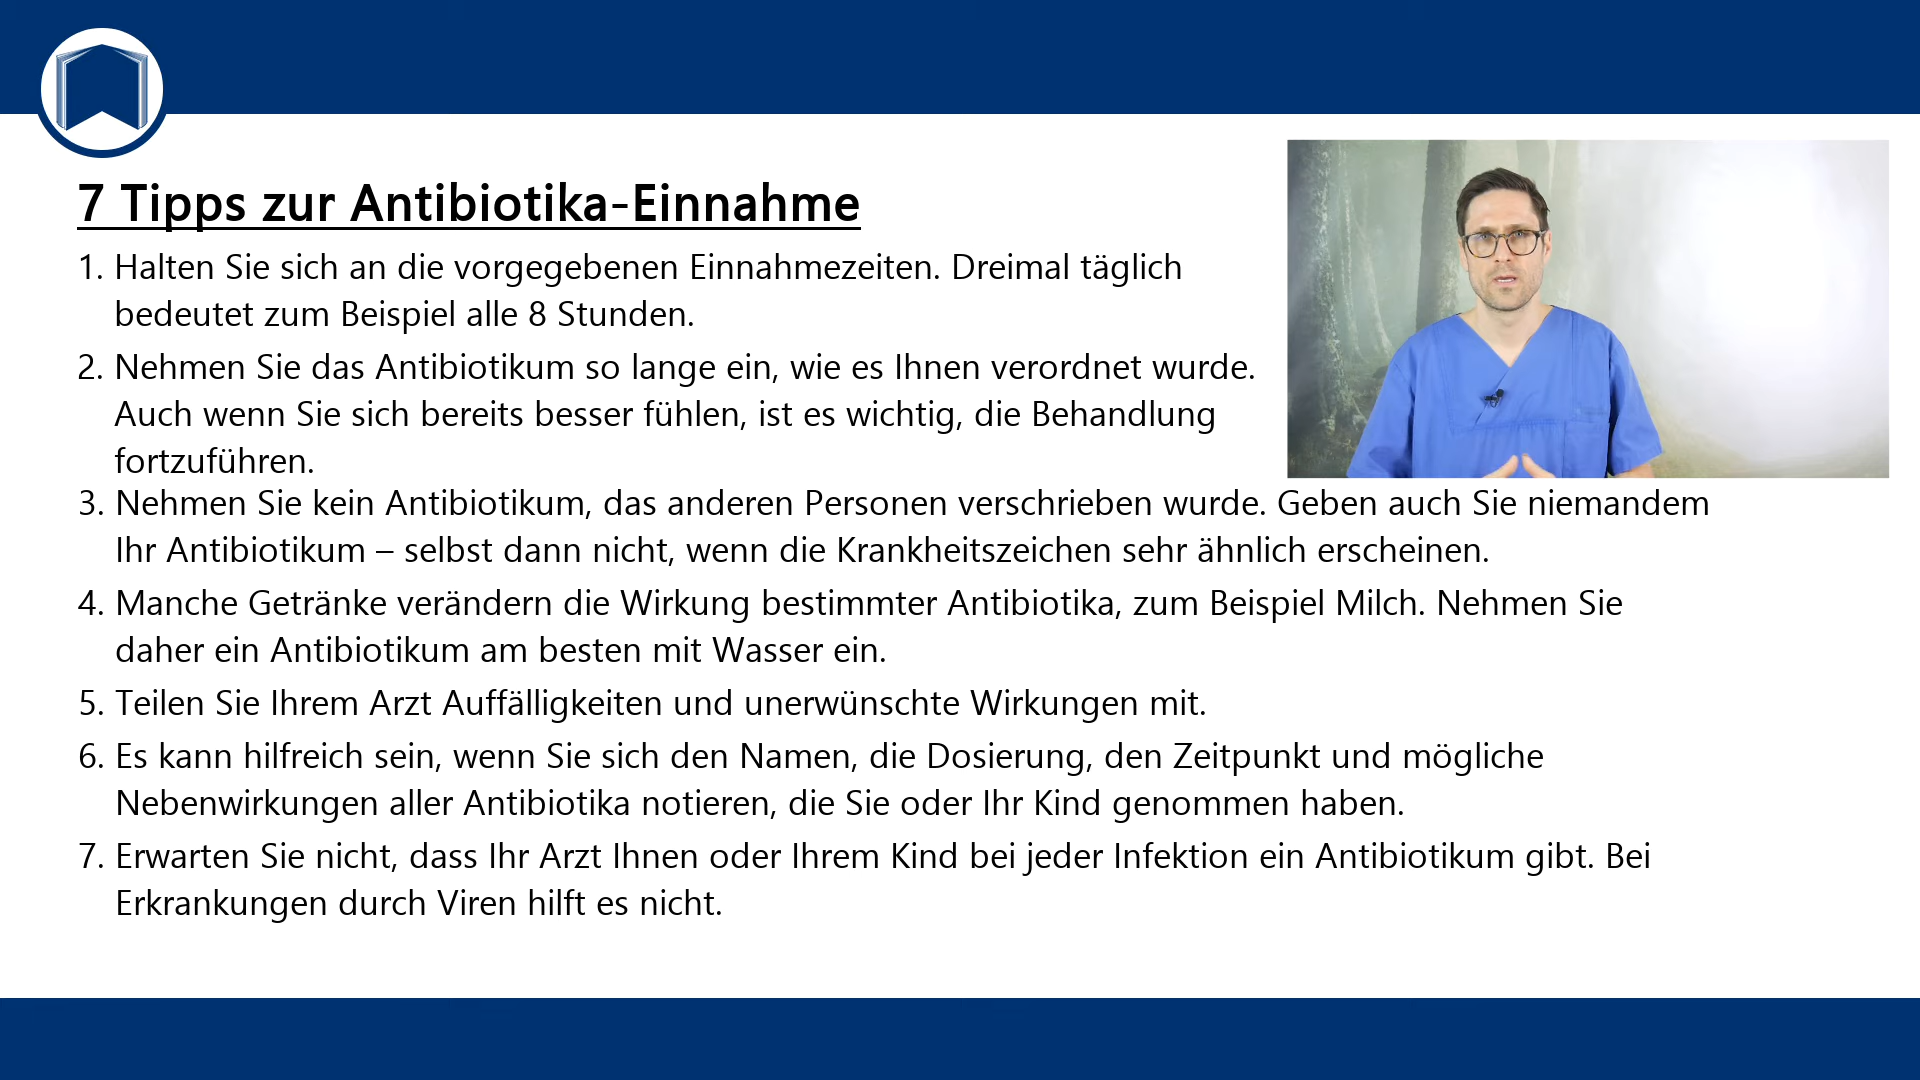 7 Tipps zur Antibiotika-Einnahme
1. Halten Sie sich an die vorgegebenen Einnahmezeiten. Dreimal täglich
bedeutet zum Beispiel alle 8 Stunden.
2. Nehmen Sie das Antibiotikum so lange ein, wie es Ihnen verordnet wurde.
Auch wenn Sie sich bereits besser fühlen, ist es wichtig, die Behandlung
fortzuführen.
3. Nehmen Sie kein Antibiotikum, das anderen Personen verschrieben wurde. Geben auch Sie niemandem
Ihr Antibiotikum – selbst dann nicht, wenn die Krankheitszeichen sehr ähnlich erscheinen.
4. Manche Getränke verändern die Wirkung bestimmter Antibiotika, zum Beispiel Milch. Nehmen Sie
daher ein Antibiotikum am besten mit Wasser ein.
5. Teilen Sie Ihrem Arzt Auffälligkeiten und unerwünschte Wirkungen mit.
6. Es kann hilfreich sein, wenn Sie sich den Namen, die Dosierung, den Zeitpunkt und mögliche
Nebenwirkungen aller Antibiotika notieren, die Sie oder Ihr Kind genommen haben.
7. Erwarten Sie nicht, dass Ihr Arzt Ihnen oder Ihrem Kind bei jeder Infektion ein Antibiotikum gibt. Bei
Erkrankungen durch Viren hilft es nicht.